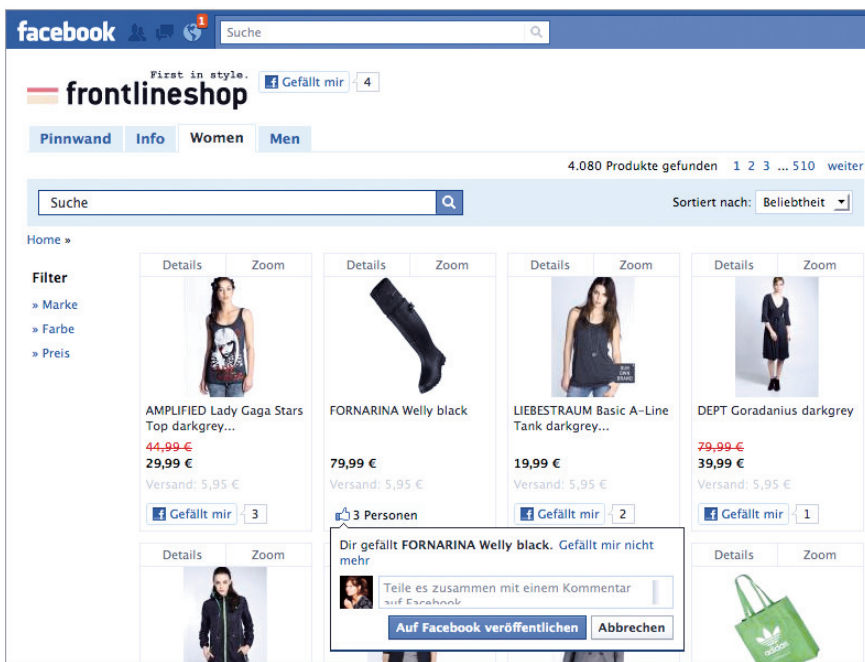 facebook
1
Suche
First in style.
frontlineshop
Gefällt mir 4
Pinnwand Info Women Men
4.080 Produkte gefunden 1 2 3 ... 510 weiter
Suche
Sortiert nach: Beliebtheit
Home »
Filter
» Marke
» Farbe
» Preis
Details Zoom
AMPLIFIED Lady Gaga Stars
Top darkgrey...
44,99 €
29,99 €
Versand: 5,95 €
Gefällt mir 3
Details Zoom
FORNARINA Welly black
79,99 €
Versand: 5,95 €
3 Personen
Details Zoom
OUR
OWN
BRAND
LIEBESTRAUM Basic A-Line
Tank darkgrey...
19,99 €
Versand: 5,95 €
Gefällt mir 2
Details Zoom
DEPT Goradanius darkgrey
79,99 €
39,99 €
Versand: 5,95 €
Gefällt mir 1
Dir gefällt FORNARINA Welly black. Gefällt mir nicht
mehr
Teile es zusammen mit einem Kommentar
auf Facebook
Auf Facebook veröffentlichen Abbrechen
Details Zoom
Details Zoom
adidas